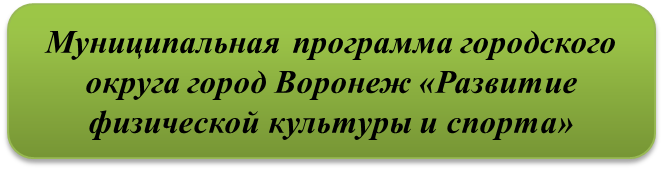 Муниципальная программа городского
округа город Воронеж «Развитие
физической культуры и спорта»